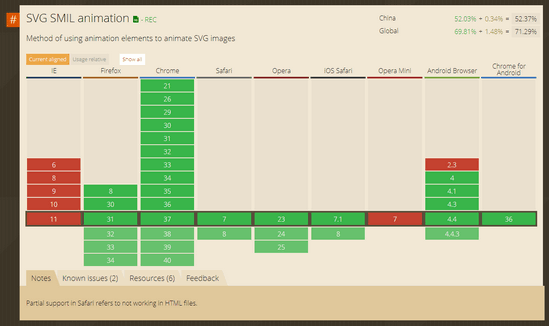 #
SVG SMIL animation - REC
Method of using animation elements to animate SVG images
China 52.03% + 0.34% = 52.37%
Global 69.81% + 1.48% = 71.29%
Current aligned Usage relative Show all
IE Firefox Chrome Safari Opera iOS Safari Opera Mini Android Browser Chrome for Android
21
26
29
30
31
32
6 33 2.3
8 34 4
9 8 35 4.1
10 30 36 4.3
11 31 37 7 23 7.1 7 4.4 36
32 38 8 24 8 4.4.3
33 39 25
34 40
Notes Known issues (2) Resources (6) Feedback
Partial support in Safari refers to not working in HTML files.